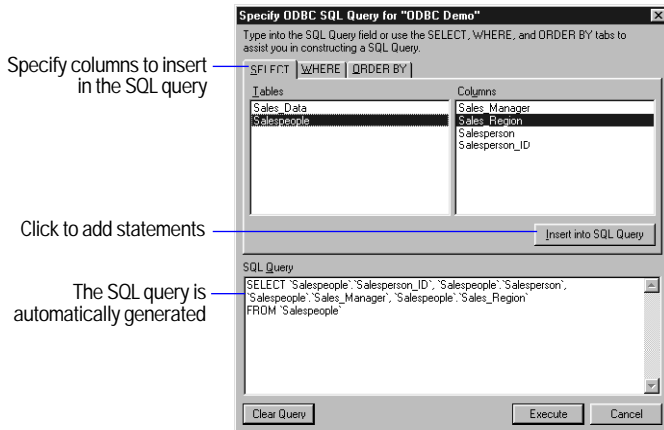 Specify ODBC SQL Query for "ODBC Demo"
Type into the SQL Query field or use the SELECT, WHERE, and ORDER BY tabs to
assist you in constructing a SQL Query.
Specify columns to insert
in the SQL query
SELECT
WHERE
ORDER BY
Tables
Columns
Sales_Data
Salespeople
Sales_Manager
Sales_Region
Salesperson
Salesperson_ID
Click to add statements
Insert into SQL Query
SQL Query
The SQL query is
automatically generated
SELECT `Salespeople`.`Salesperson_ID`, `Salespeople`.`Salesperson`,
`Salespeople`.`Sales_Manager`, `Salespeople`.`Sales_Region`
FROM `Salespeople`
Clear Query
Execute
Cancel